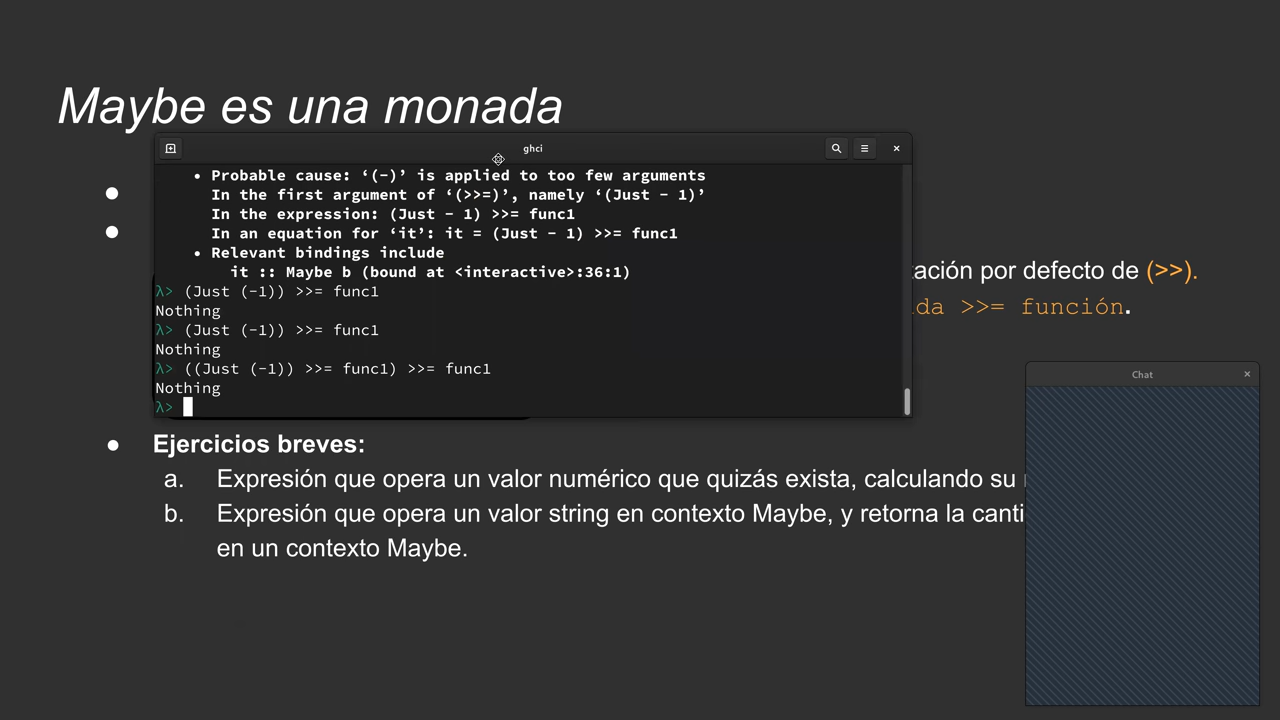 Maybe es una monada
ghci
• Probable cause: ‘(-)’ is applied to too few arguments
In the first argument of ‘(>>=)’, namely ‘(Just - 1)’
In the expression: (Just - 1) >>= func1
In an equation for ‘it’: it = (Just - 1) >>= func1
• Relevant bindings include
it :: Maybe b (bound at <interactive>:36:1)
λ> (Just (-1)) >>= func1
Nothing
λ> (Just (-1)) >>= func1
Nothing
λ> ((Just (-1)) >>= func1) >>= func1
Nothing
λ>
por defecto de (>>).
>>= función.
Chat
● Ejercicios breves:
a. Expresión que opera un valor numérico que quizás exista, calculando su
b. Expresión que opera un valor string en contexto Maybe, y retorna la
en un contexto Maybe.